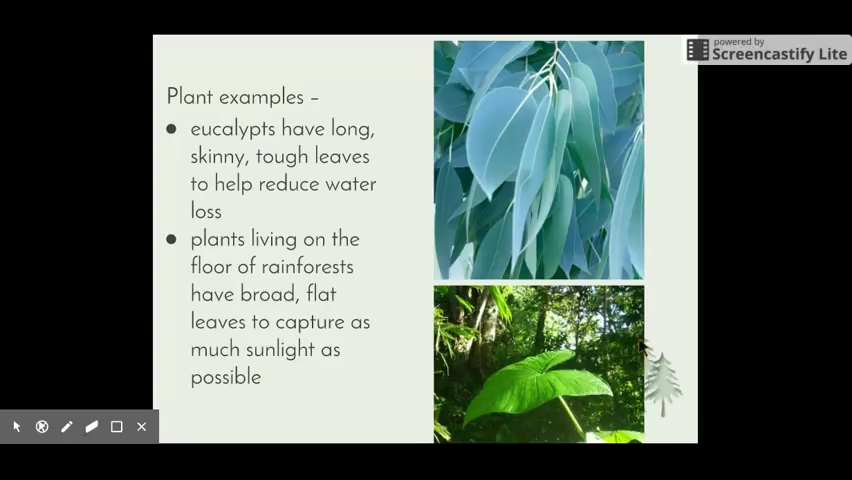 powered by
Screencastify Lite
Plant examples –
● eucalypts have long,
skinny, tough leaves
to help reduce water
loss
● plants living on the
floor of rainforests
have broad, flat
leaves to capture as
much sunlight as
possible